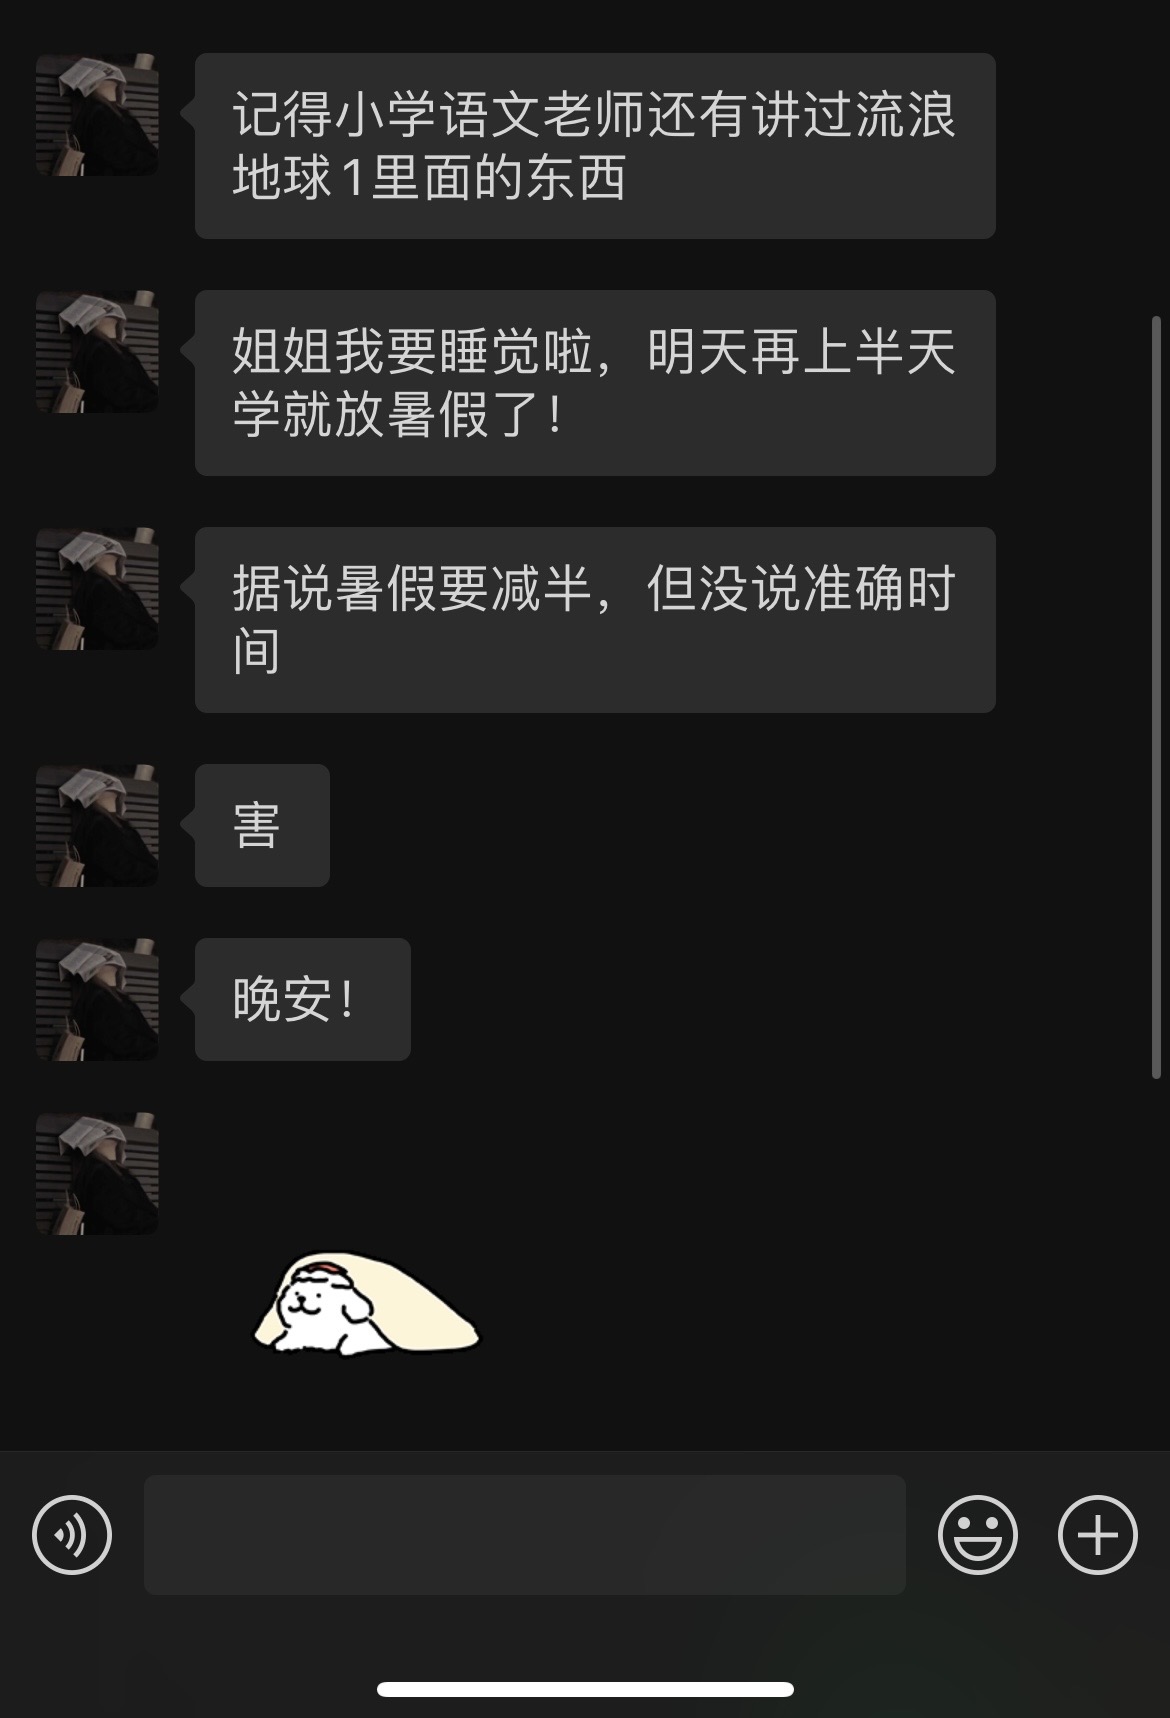 记得小学语文老师还有讲过流浪
地球1里面的东西
姐姐我要睡觉啦，明天再上半天
学就放暑假了！
据说暑假要减半，但没说准确时
间
害
晚安！